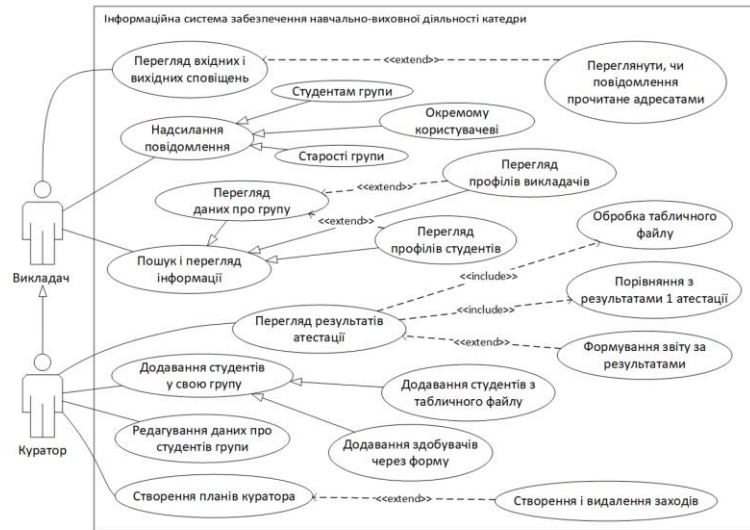 Інформаційна система забезпечення навчально-виховної діяльності катедри
Перегляд вхідних і
вихідних сповіщень
<<extend>>
Переглянути, чи
повідомлення
прочитане адресатами
Студентам групи
Надсилання
повідомлення
Окремому
користувачеві
Старості групи
Перегляд
профілів викладачів
Перегляд
даних про групу
<<extend>>
<<extend>>
Перегляд
профілів студентів
Обробка табличного
файлу
Викладач
Пошук і перегляд
інформації
<<include>>
Порівняння з
результатами 1 атестації
<<include>>
Перегляд результатів
атестації
<<extend>>
Формування звіту за
результатами
Додавання студентів
у свою групу
Додавання студентів з
табличного файлу
Куратор
Редагування даних про
студентів групи
Додавання здобувачів
через форму
Створення планів куратора
<<extend>>
Створення і видалення заходів